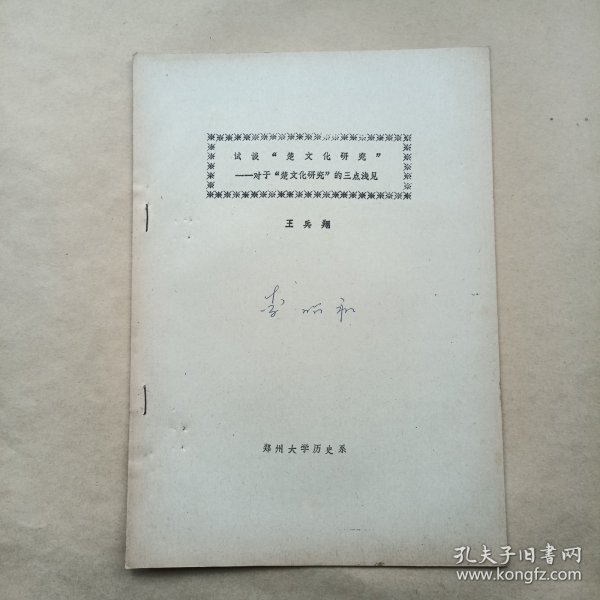 试谈“楚文化研究”
——对于“楚文化研究”的三点浅见
王兵翔
李
郑州大学历史系
孔夫子旧书网
www.kongfz.com